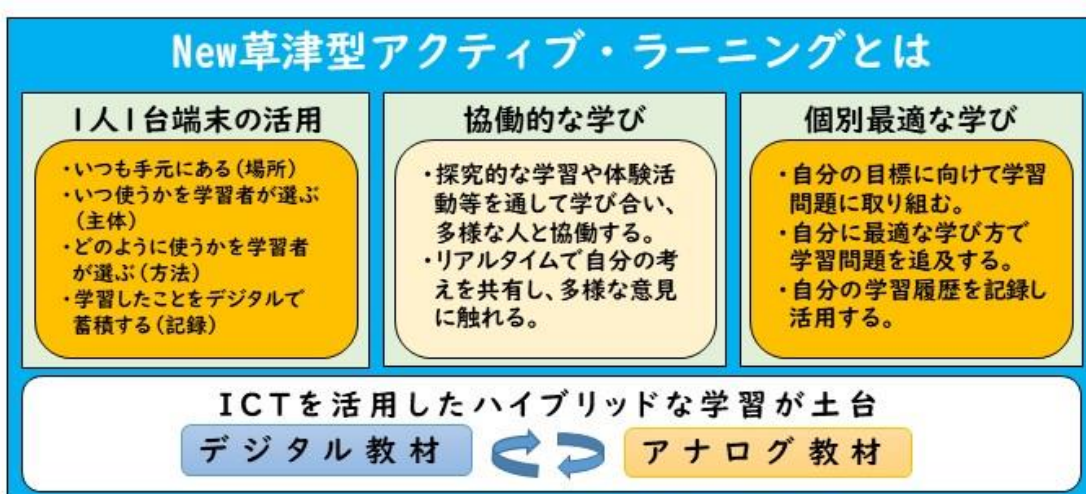 New草津型アクティブ・ラーニングとは
1人1台端末の活用
・いつも手元にある(場所)
・いつ使うかを学習者が選ぶ
(主体)
・どのように使うかを学習者
が選ぶ(方法)
・学習したことをデジタルで
蓄積する(記録)
協働的な学び
・探究的な学習や体験活
動等を通して学び合い、
多様な人と協働する。
・リアルタイムで自分の考
えを共有し、多様な意見
に触れる。
個別最適な学び
・自分の目標に向けて学習
問題に取り組む。
・自分に最適な学び方で
学習問題を追及する。
・自分の学習履歴を記録し
活用する。
ICTを活用したハイブリッドな学習が土台
デジタル教材
アナログ教材